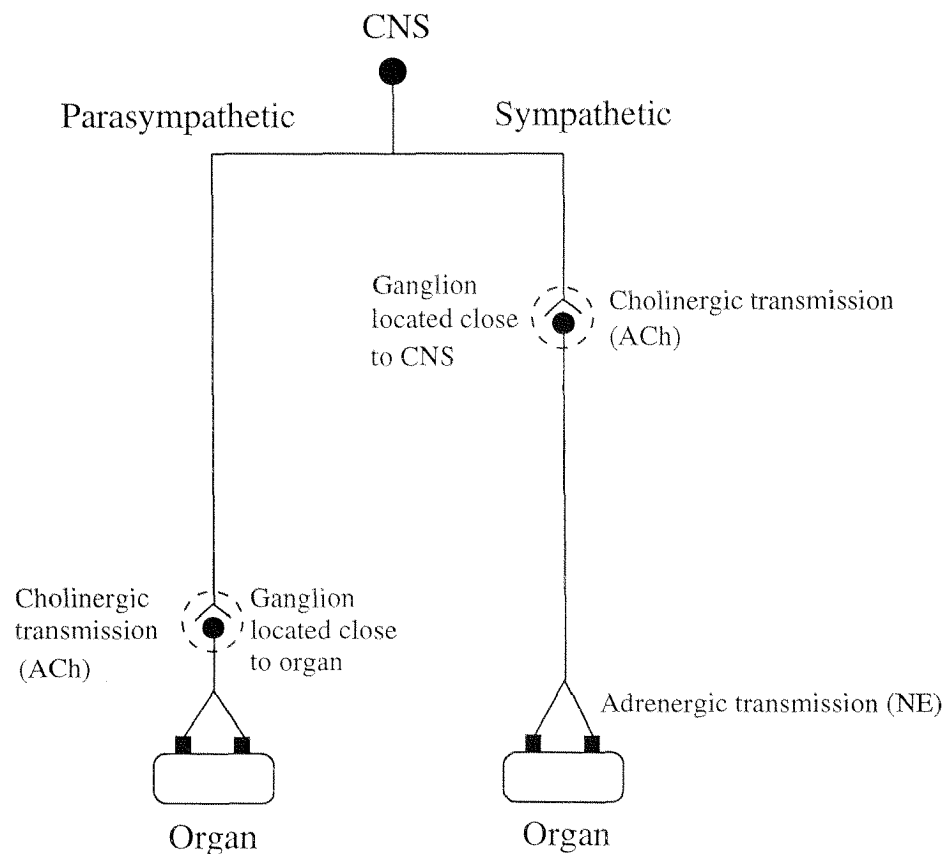 CNS
Parasympathetic
Sympathetic
Ganglion
located close
to CNS
Cholinergic transmission
(ACh)
Cholinergic
transmission
(ACh)
Ganglion
located close
to organ
Adrenergic transmission (NE)
Organ
Organ